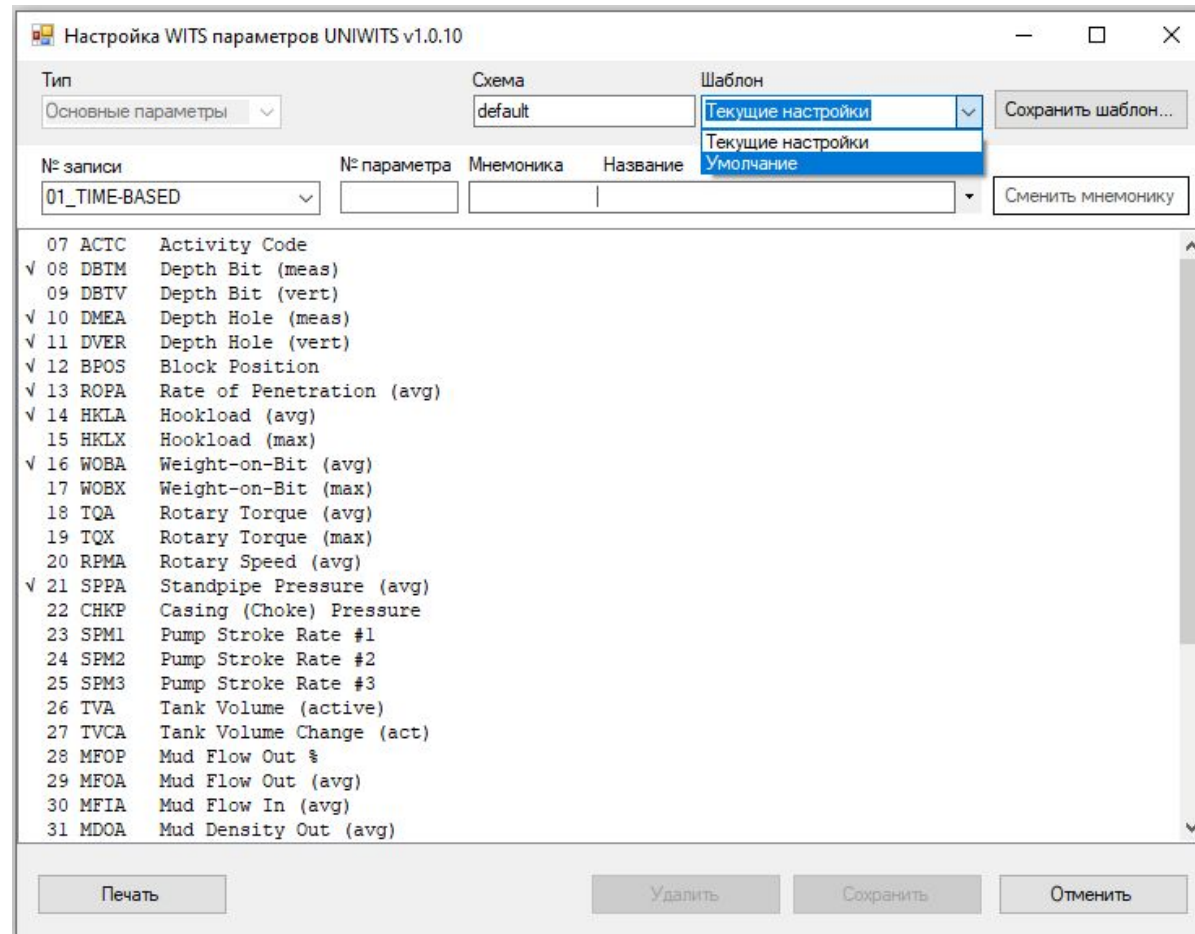 Настройка WITS параметров UNIWITS v1.0.10
Тип Схема Шаблон
Основные параметры default Текущие настройки Сохранить шаблон...
Текущие настройки
Умолчание
№ записи № параметра Мнемоника Название
01_TIME-BASED Сменить мнемонику
07 ACTC Activity Code
√ 08 DBTM Depth Bit (meas)
09 DBTV Depth Bit (vert)
√ 10 DMEA Depth Hole (meas)
√ 11 DVER Depth Hole (vert)
√ 12 BPOS Block Position
√ 13 ROPA Rate of Penetration (avg)
√ 14 HKLA Hookload (avg)
15 HKLX Hookload (max)
√ 16 WOBA Weight-on-Bit (avg)
17 WOBX Weight-on-Bit (max)
18 TQA Rotary Torque (avg)
19 TQX Rotary Torque (max)
20 RPMA Rotary Speed (avg)
√ 21 SPPA Standpipe Pressure (avg)
22 CHKP Casing (Choke) Pressure
23 SPM1 Pump Stroke Rate #1
24 SPM2 Pump Stroke Rate #2
25 SPM3 Pump Stroke Rate #3
26 TVA Tank Volume (active)
27 TVCA Tank Volume Change (act)
28 MFOP Mud Flow Out %
29 MFOA Mud Flow Out (avg)
30 MFIA Mud Flow In (avg)
31 MDOA Mud Density Out (avg)
Печать Удалить Сохранить Отменить